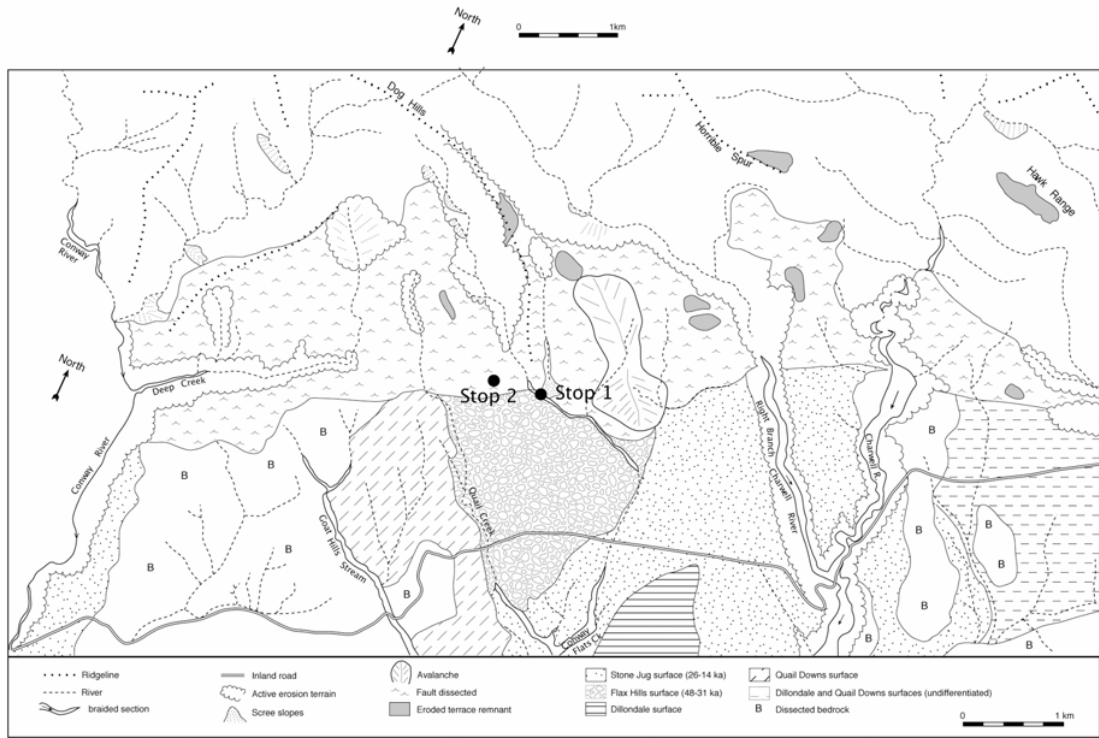 North
0 1km
Dog Hills
Horrible Spur
Hawk Range
Conway River
North
Deep Creek
Stop 2
Stop 1
Conway River
Right Branch Charwell River
Charwell R.
B
B
B
B
B
B
B
B
B
B
B
B
Goat Hills Stream
Quail Creek
Conway Flats Ck.
Ridgeline
River
braided section
Inland road
Active erosion terrain
Scree slopes
Avalanche
Fault dissected
Eroded terrace remnant
Stone Jug surface (26-14 ka)
Flax Hills surface (48-31 ka)
Dillondale surface
Quail Downs surface
Dillondale and Quail Downs surfaces (undifferentiated)
B Dissected bedrock
0 1 km